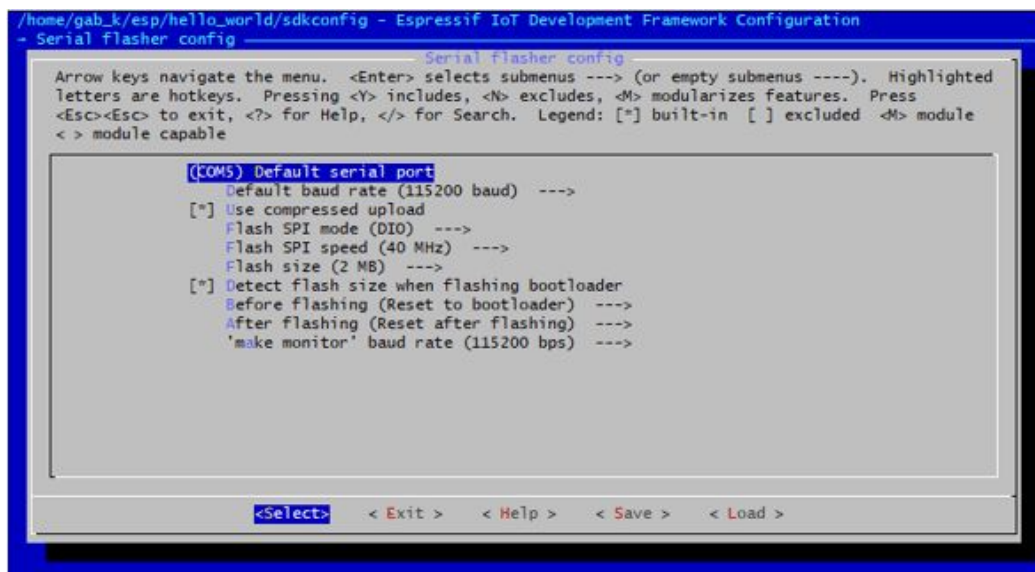 /home/gab_k/esp/hello_world/sdkconfig - Espressif IoT Development Framework Configuration
→ Serial flasher config
Serial flasher config
Arrow keys navigate the menu. <Enter> selects submenus ---> (or empty submenus ----). Highlighted
letters are hotkeys. Pressing <Y> includes, <N> excludes, <M> modularizes features. Press
<Esc><Esc> to exit, <?> for Help, </> for Search. Legend: [*] built-in [ ] excluded <M> module
< > module capable
(COM5) Default serial port
Default baud rate (115200 baud) --->
[*] Use compressed upload
Flash SPI mode (DIO) --->
Flash SPI speed (40 MHz) --->
Flash size (2 MB) --->
[*] Detect flash size when flashing bootloader
Before flashing (Reset to bootloader) --->
After flashing (Reset after flashing) --->
'make monitor' baud rate (115200 bps) --->
<Select> < Exit > < Help > < Save > < Load >